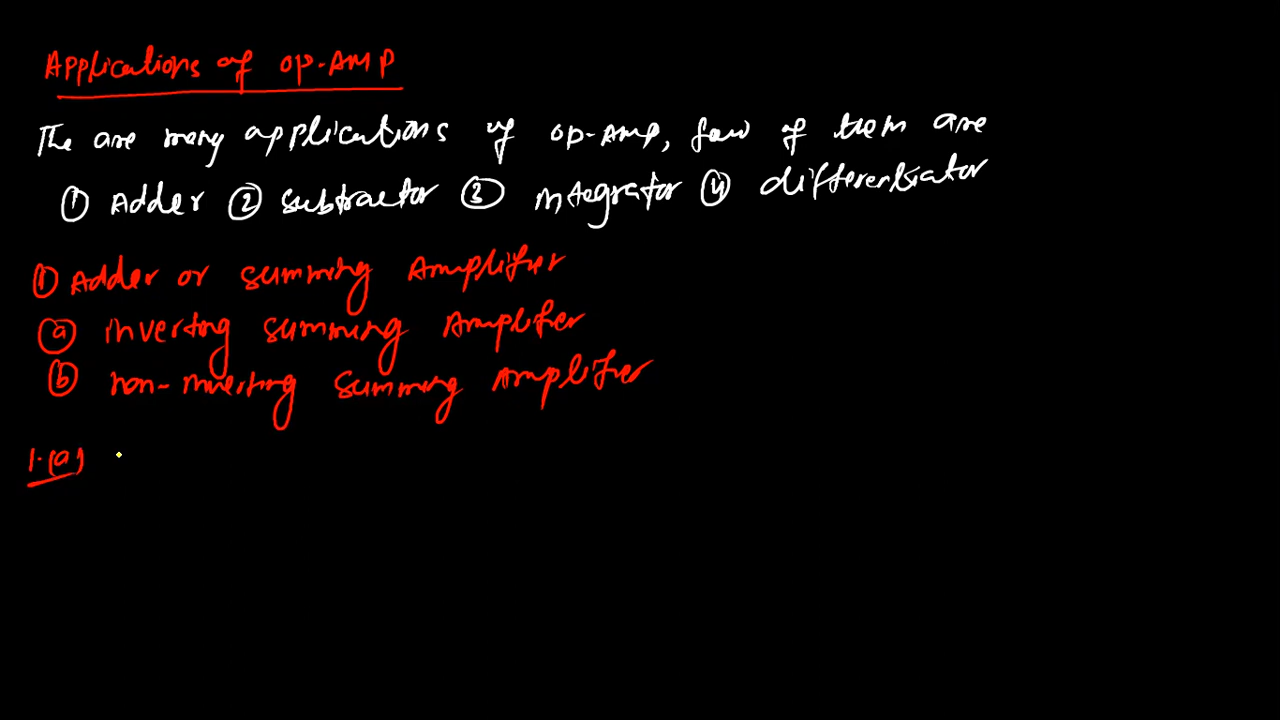 Applications of OP-AMP
The are many applications of OP-AMP, few of them are
① Adder ② Subtractor ③ integrator ④ differentiator
① Adder or summing Amplifier
ⓐ inverting summing Amplifier
ⓑ non-inverting summing Amplifier
1.(a)